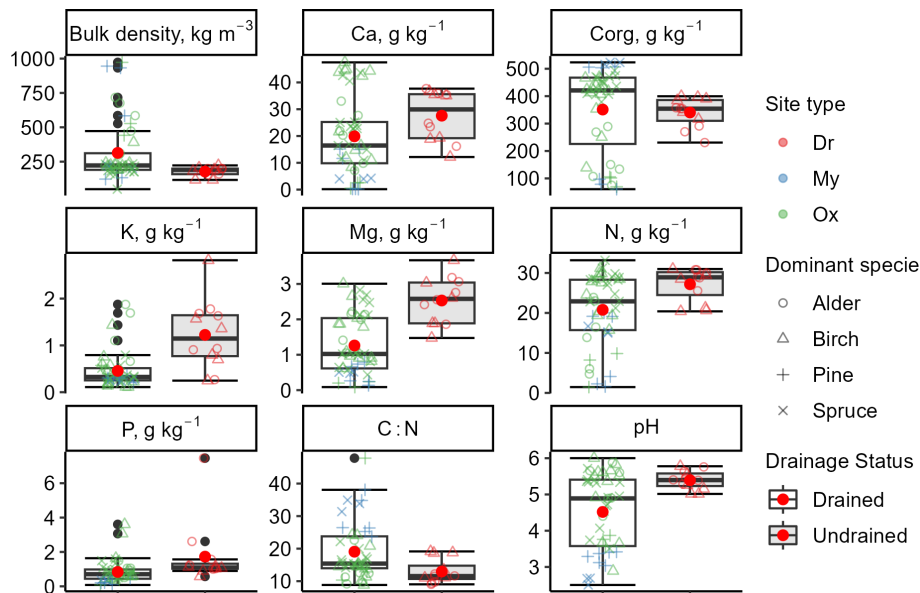 Bulk density, kg m⁻³
Ca, g kg⁻¹
Corg, g kg⁻¹
1000
750
500
250
40
30
20
10
0
500
400
300
200
100
K, g kg⁻¹
Mg, g kg⁻¹
N, g kg⁻¹
2
1
0
3
2
1
0
30
20
10
0
P, g kg⁻¹
C : N
pH
6
4
2
0
40
30
20
10
6
5
4
3
Site type
Dr
My
Ox
Dominant specie
Alder
Birch
Pine
Spruce
Drainage Status
Drained
Undrained